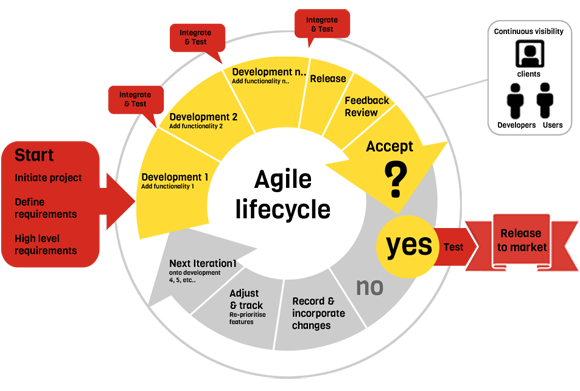 Start
Initiate project
Define
requirements
High level
requirements
Integrate
& Test
Integrate
& Test
Integrate
& Test
Development 1
Add functionality 1
Development 2
Add functionality 2
Development n..
Add functionality n..
Release
Feedback
Review
Accept
?
Agile
lifecycle
yes
Test
Release
to market
no
Record &
incorporate
changes
Adjust
& track
Re-prioritise
features
Next Iteration1
onto development
4, 5, etc..
Continuous visibility
clients
Developers
Users